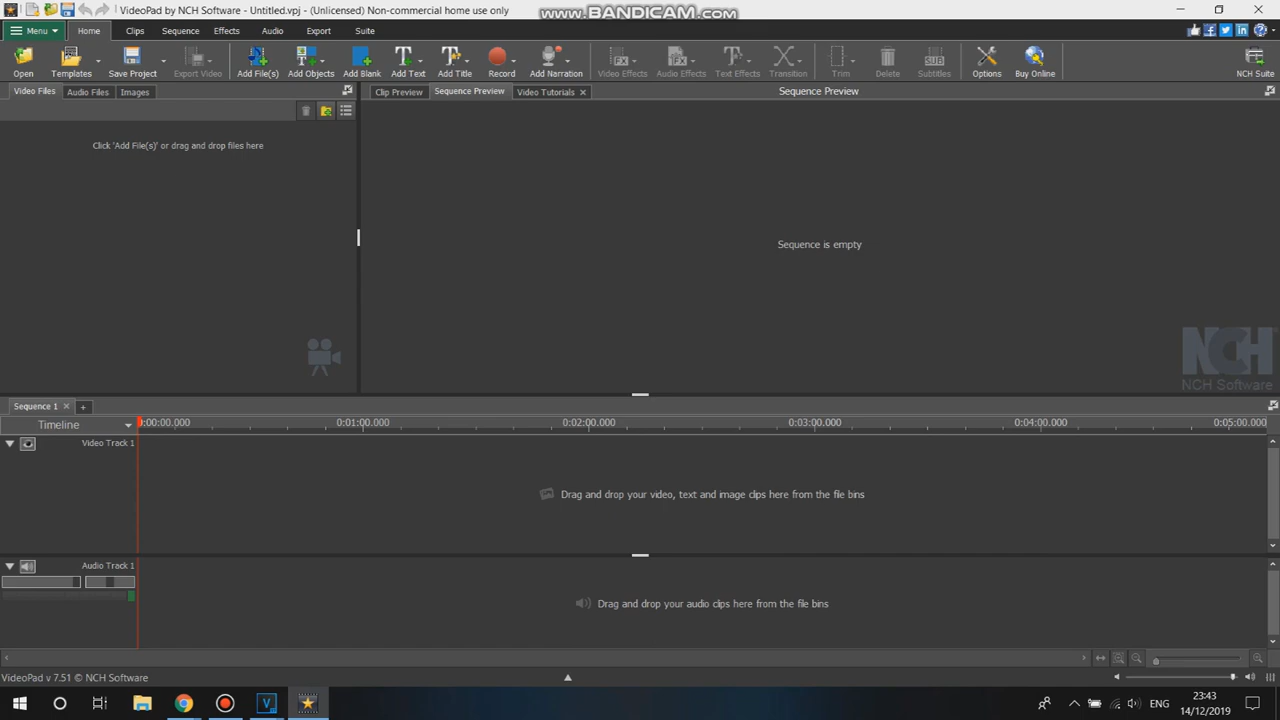 VideoPad by NCH Software - Untitled.vpj - (Unlicensed) Non-commercial home use only
www.BANDICAM.com
Menu Home Clips Sequence Effects Audio Export Suite
Open Templates Save Project Export Video Add File(s) Add Objects Add Blank Add Text Add Title Record Add Narration Video Effects Audio Effects Text Effects Transition Trim Delete Subtitles Options Buy Online NCH Suite
Video Files Audio Files Images
Clip Preview Sequence Preview Video Tutorials Sequence Preview
Click 'Add File(s)' or drag and drop files here
Sequence is empty
NCH
NCH Software
Sequence 1
Timeline 0:00:00.000 0:01:00.000 0:02:00.000 0:03:00.000 0:04:00.000 0:05:00.000
Video Track 1
Drag and drop your video, text and image clips here from the file bins
Audio Track 1
Drag and drop your audio clips here from the file bins
VideoPad v 7.51 © NCH Software
ENG
23:43
14/12/2019